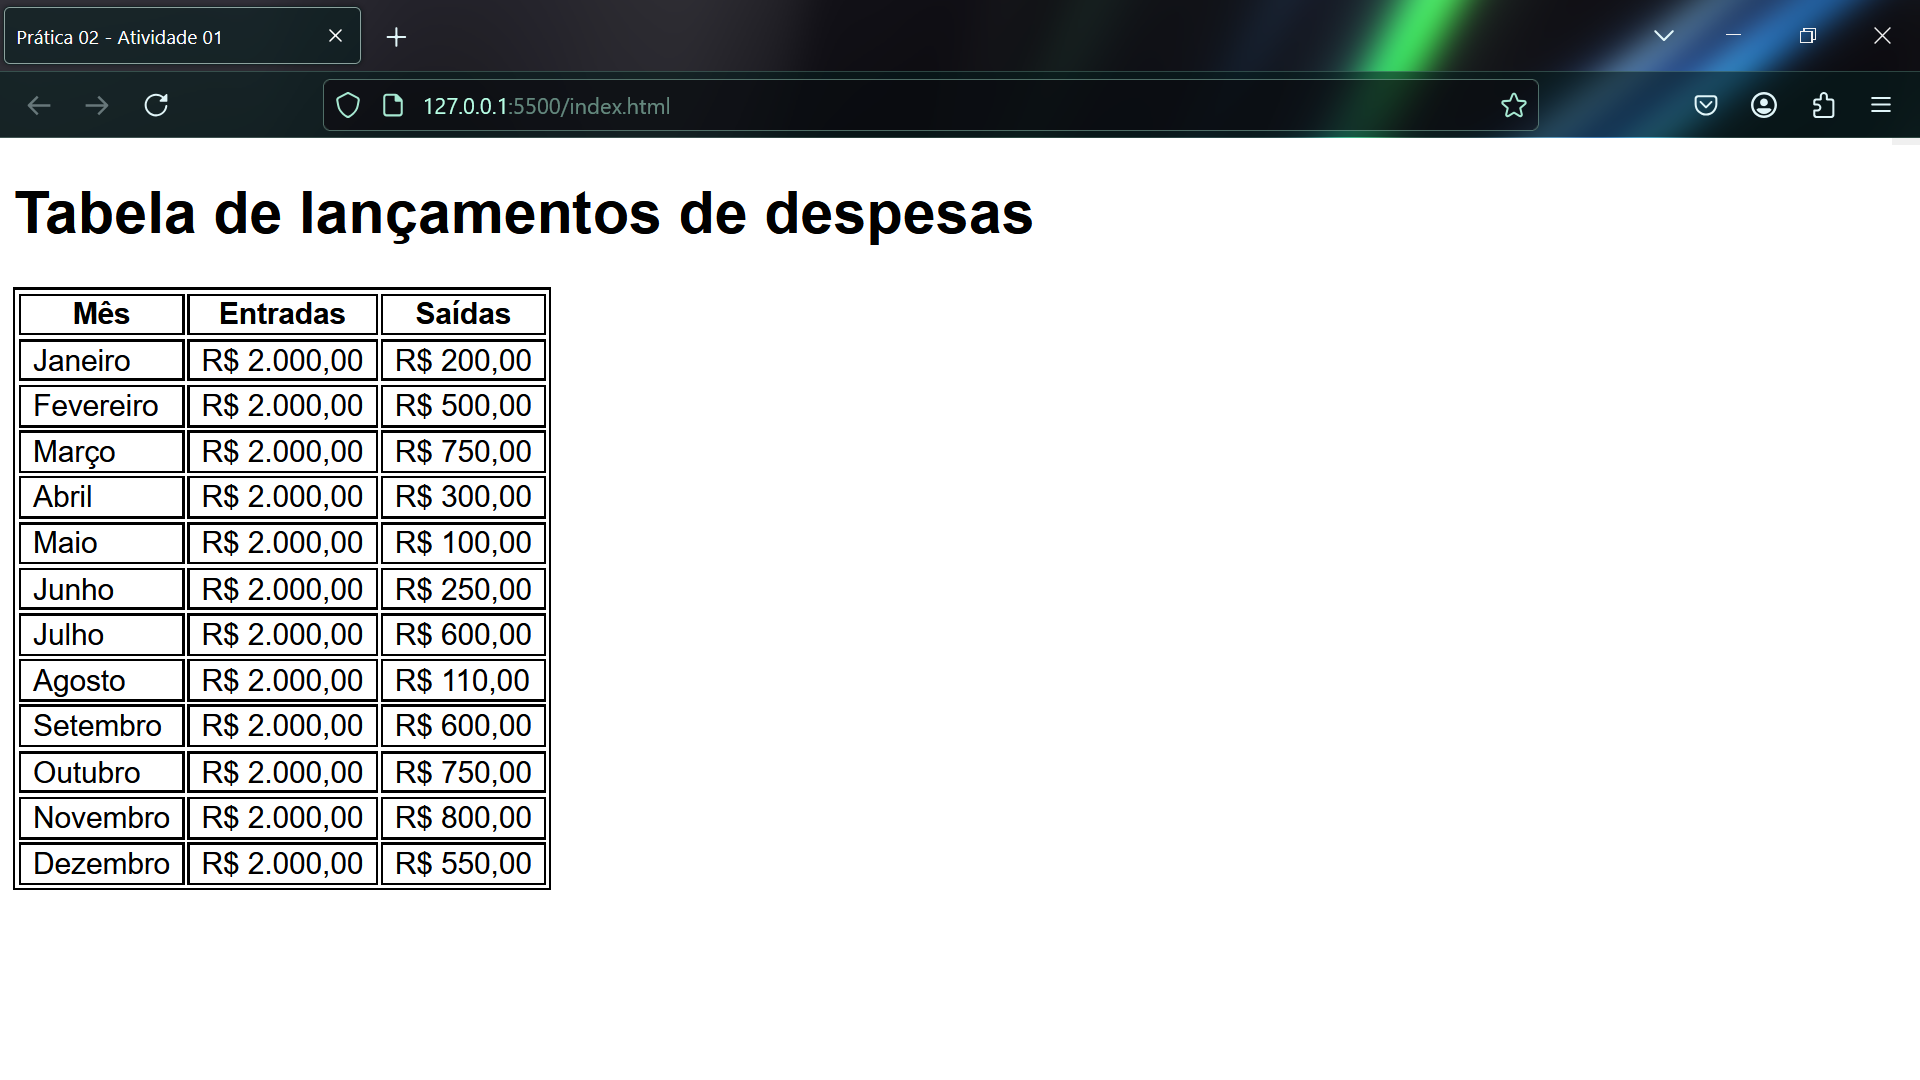 Prática 02 - Atividade 01
127.0.0.1:5500/index.html
Tabela de lançamentos de despesas
Mês Entradas Saídas
Janeiro R$ 2.000,00 R$ 200,00
Fevereiro R$ 2.000,00 R$ 500,00
Março R$ 2.000,00 R$ 750,00
Abril R$ 2.000,00 R$ 300,00
Maio R$ 2.000,00 R$ 100,00
Junho R$ 2.000,00 R$ 250,00
Julho R$ 2.000,00 R$ 600,00
Agosto R$ 2.000,00 R$ 110,00
Setembro R$ 2.000,00 R$ 600,00
Outubro R$ 2.000,00 R$ 750,00
Novembro R$ 2.000,00 R$ 800,00
Dezembro R$ 2.000,00 R$ 550,00